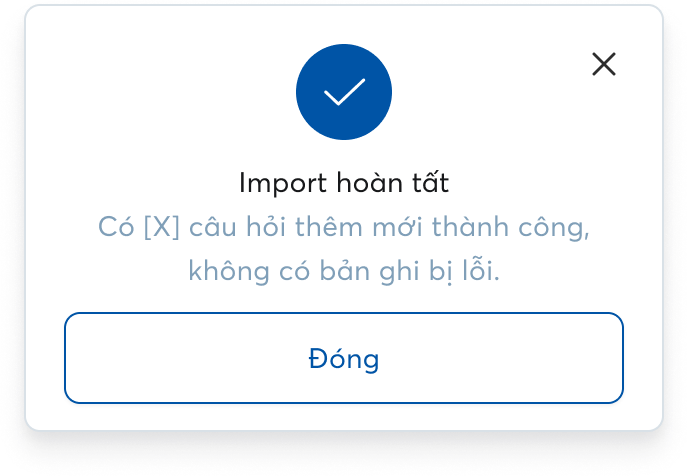 Import hoàn tất
Có [X] câu hỏi thêm mới thành công,
không có bản ghi bị lỗi.
Đóng